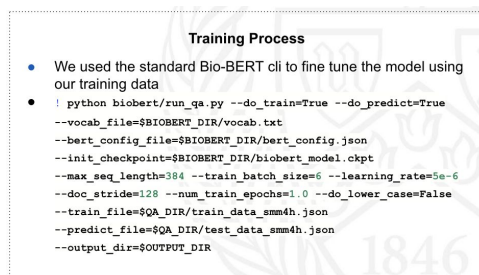 Training Process
● We used the standard Bio-BERT cli to fine tune the model using
our training data
● ! python biobert/run_qa.py --do_train=True --do_predict=True
--vocab_file=$BIOBERT_DIR/vocab.txt
--bert_config_file=$BIOBERT_DIR/bert_config.json
--init_checkpoint=$BIOBERT_DIR/biobert_model.ckpt
--max_seq_length=384 --train_batch_size=6 --learning_rate=5e-6
--doc_stride=128 --num_train_epochs=1.0 --do_lower_case=False
--train_file=$QA_DIR/train_data_smm4h.json
--predict_file=$QA_DIR/test_data_smm4h.json
--output_dir=$OUTPUT_DIR
1846